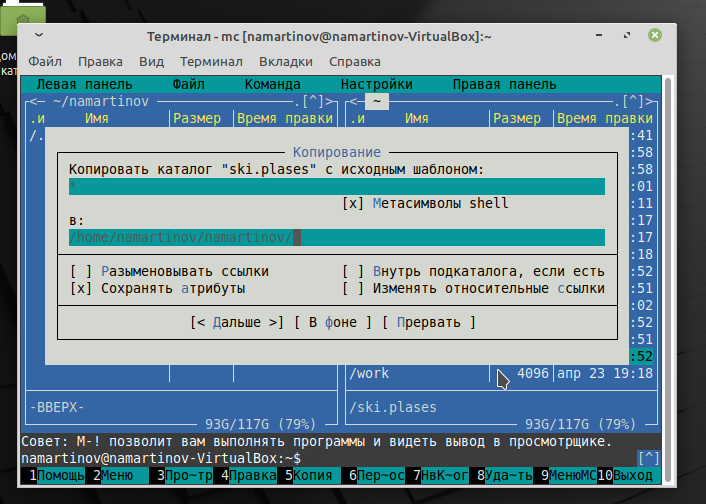 ом
кат
Терминал - mc [namartinov@namartinov-VirtualBox]:~
Файл Правка Вид Терминал Вкладки Справка
Левая панель Файл Команда Настройки Правая панель
<─ ~/namartinov .[^]> <─ ~ .[^]>
.и Имя Размер Время правки .и Имя Размер Время правки
/. :41
:58
Копирование :58
Копировать каталог "ski.plases" с исходным шаблоном:
* :01
[x] Метасимволы shell :11
в: :17
/home/namartinov/namartinov/ :17
:18
[ ] Разыменовывать ссылки [ ] Внутрь подкаталога, если есть :52
[x] Сохранять атрибуты [ ] Изменять относительные ссылки :51
:02
[< Дальше >] [ В фоне ] [ Прервать ] :52
:51
:52
/work 4096 апр 23 19:18
-ВВЕРХ- /ski.plases
93G/117G (79%) 93G/117G (79%)
Совет: M-! позволит вам выполнять программы и видеть вывод в просмотрщике.
namartinov@namartinov-VirtualBox:~$ [^]
1Помощь 2Меню 3Про~тр 4Правка 5Копия 6Пер~ос 7НвК~ог 8Уда~ть 9МенюMC 10Выход